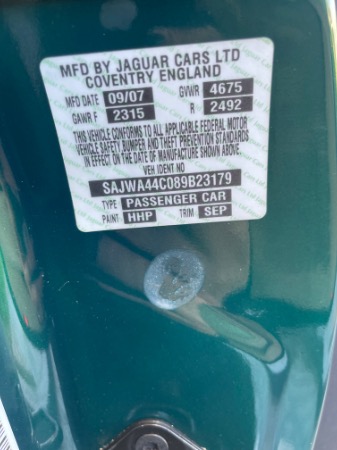 MFD BY JAGUAR CARS LTD
COVENTRY ENGLAND
MFD DATE 09/07 GVWR 4675
GAWR F 2315 R 2492
THIS VEHICLE CONFORMS TO ALL APPLICABLE FEDERAL MOTOR
VEHICLE SAFETY, BUMPER, AND THEFT PREVENTION STANDARDS
IN EFFECT ON THE DATE OF MANUFACTURE SHOWN ABOVE
VEH IDENT NO
SAJWA44C089B23179
TYPE PASSENGER CAR
PAINT HHP TRIM SEP